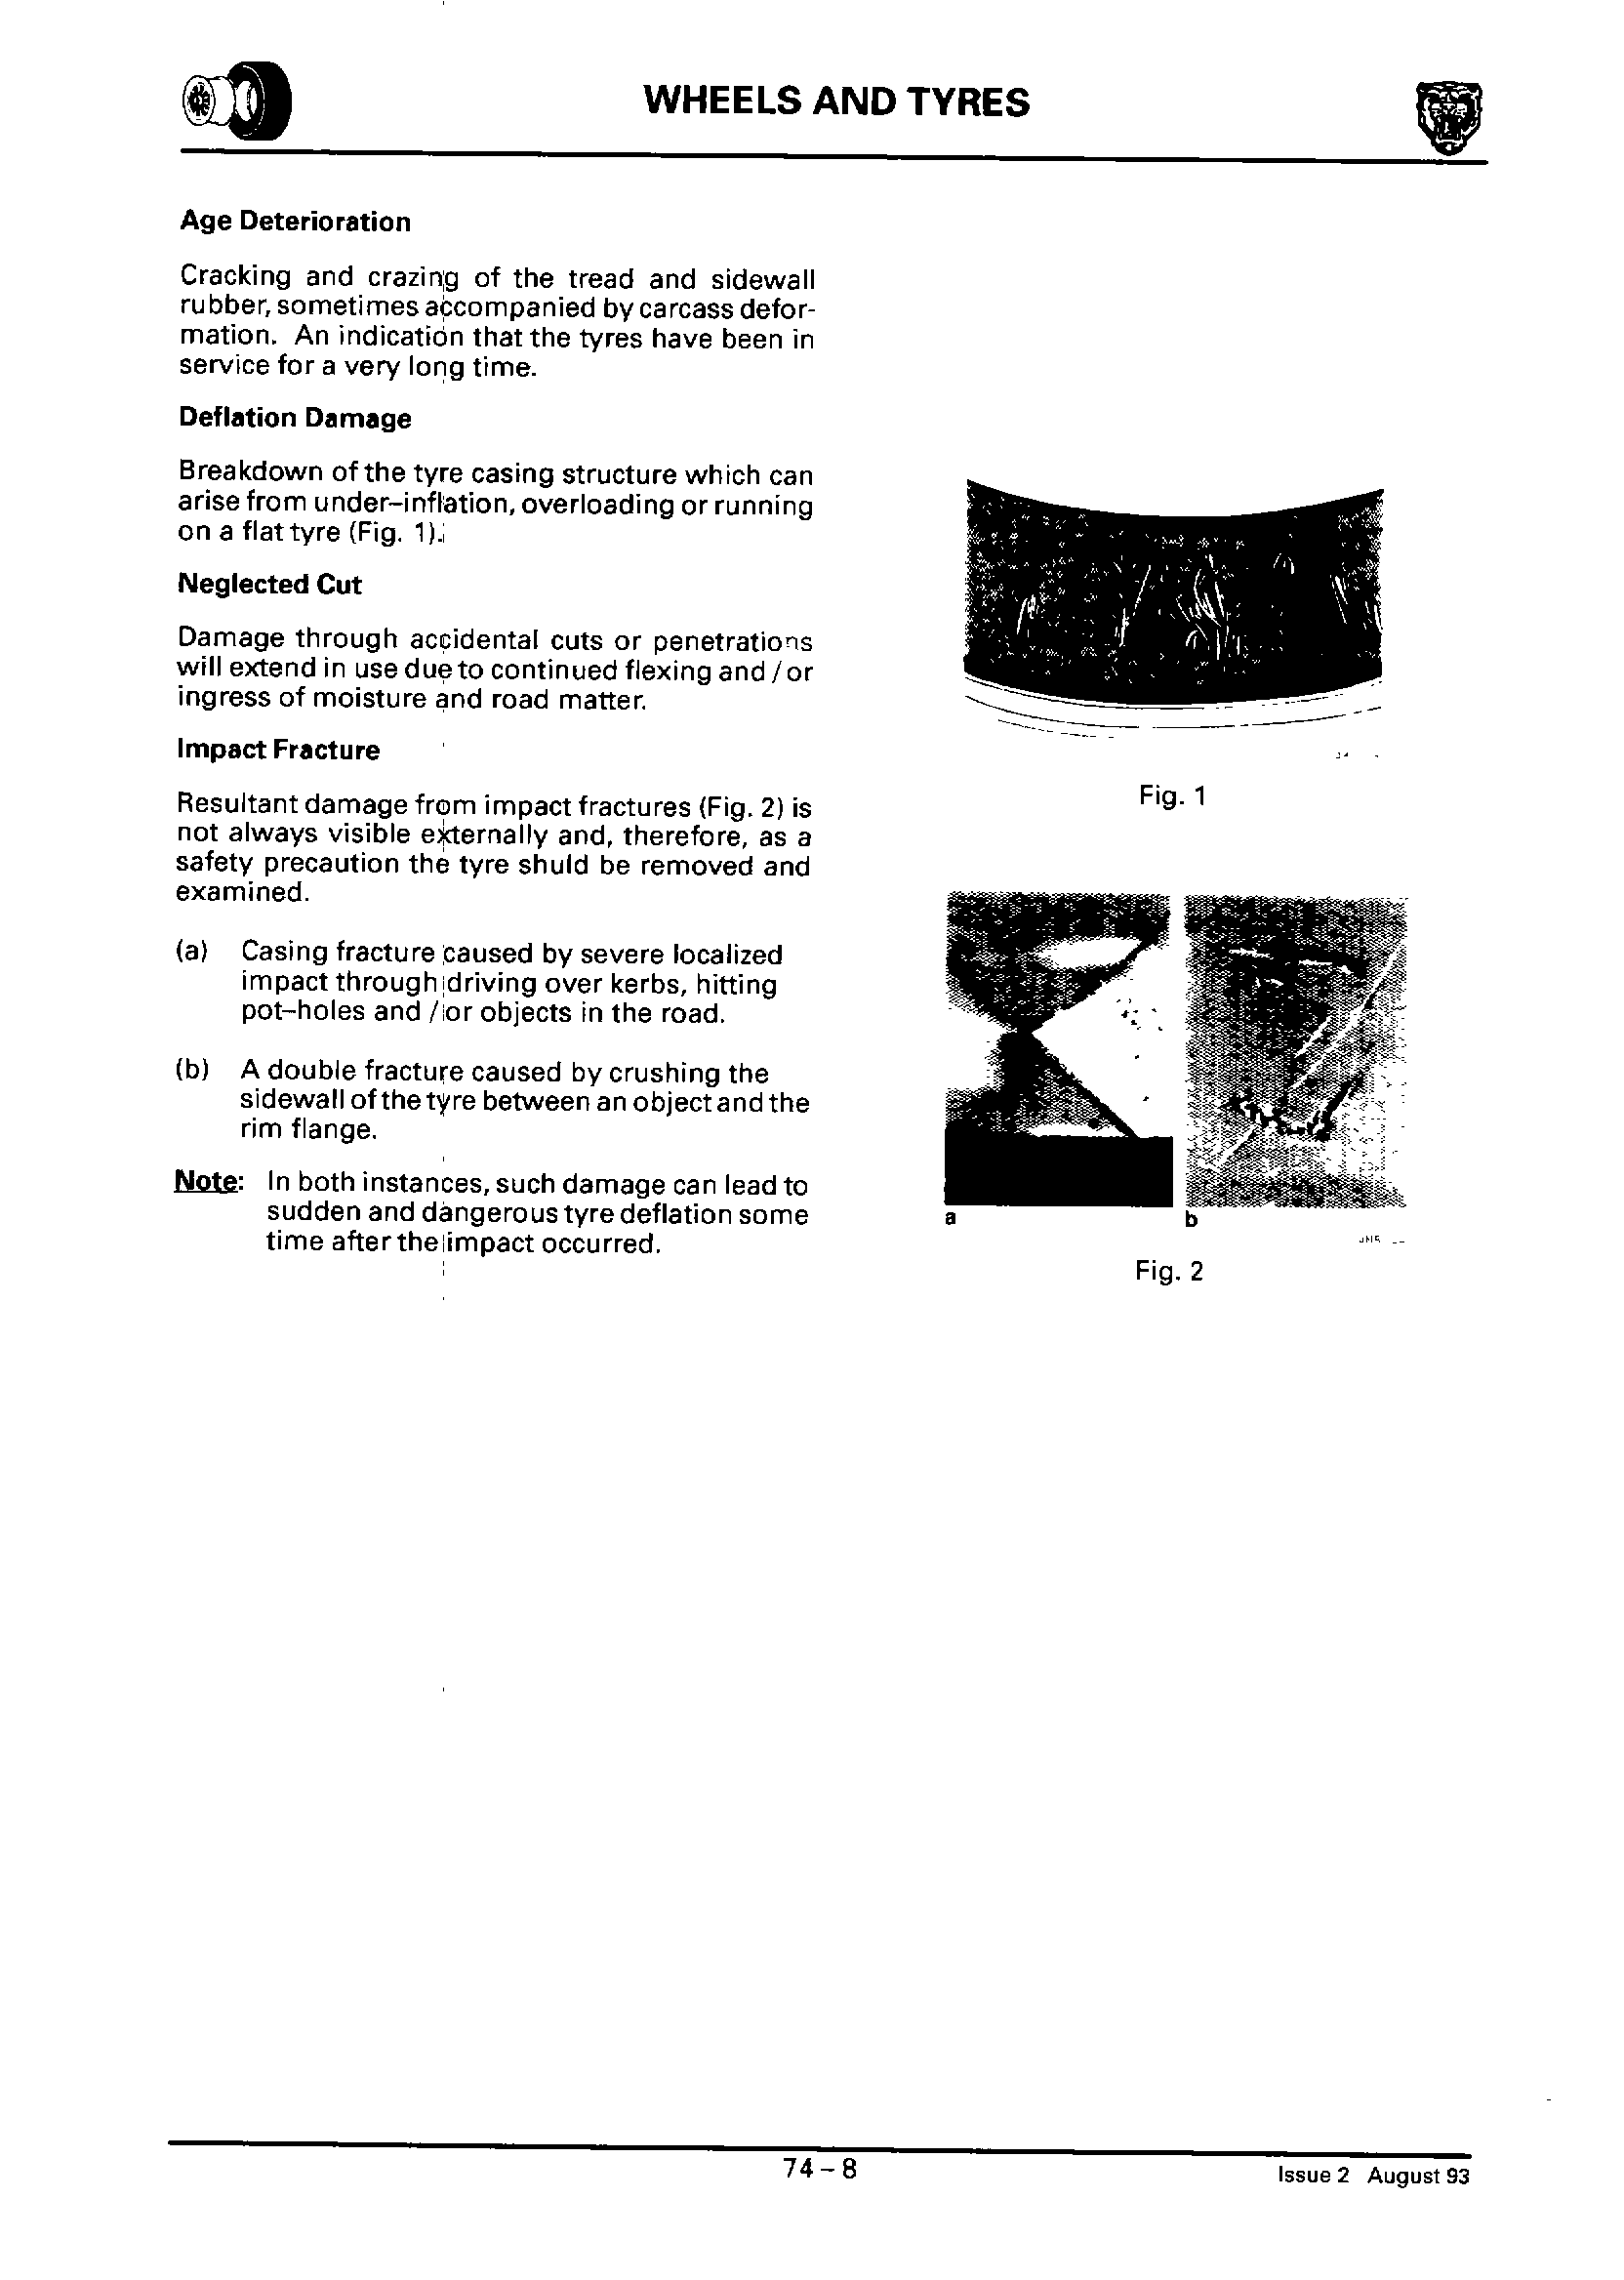 WHEELS AND TYRES
Age Deterioration
Cracking and crazing of the tread and sidewall
rubber, sometimes accompanied by carcass defor-
mation. An indication that the tyres have been in
service for a very long time.
Deflation Damage
Breakdown of the tyre casing structure which can
arise from under-inflation, overloading or running
on a flat tyre (Fig. 1).
Neglected Cut
Damage through accidental cuts or penetrations
will extend in use due to continued flexing and / or
ingress of moisture and road matter.
Impact Fracture
Resultant damage from impact fractures (Fig. 2) is
not always visible externally and, therefore, as a
safety precaution the tyre shuld be removed and
examined.
(a) Casing fracture caused by severe localized
impact through driving over kerbs, hitting
pot-holes and / or objects in the road.
(b) A double fracture caused by crushing the
sidewall of the tyre between an object and the
rim flange.
Note: In both instances, such damage can lead to
sudden and dangerous tyre deflation some
time after the impact occurred.
Fig. 1
a b
Fig. 2
74 – 8
Issue 2 August 93